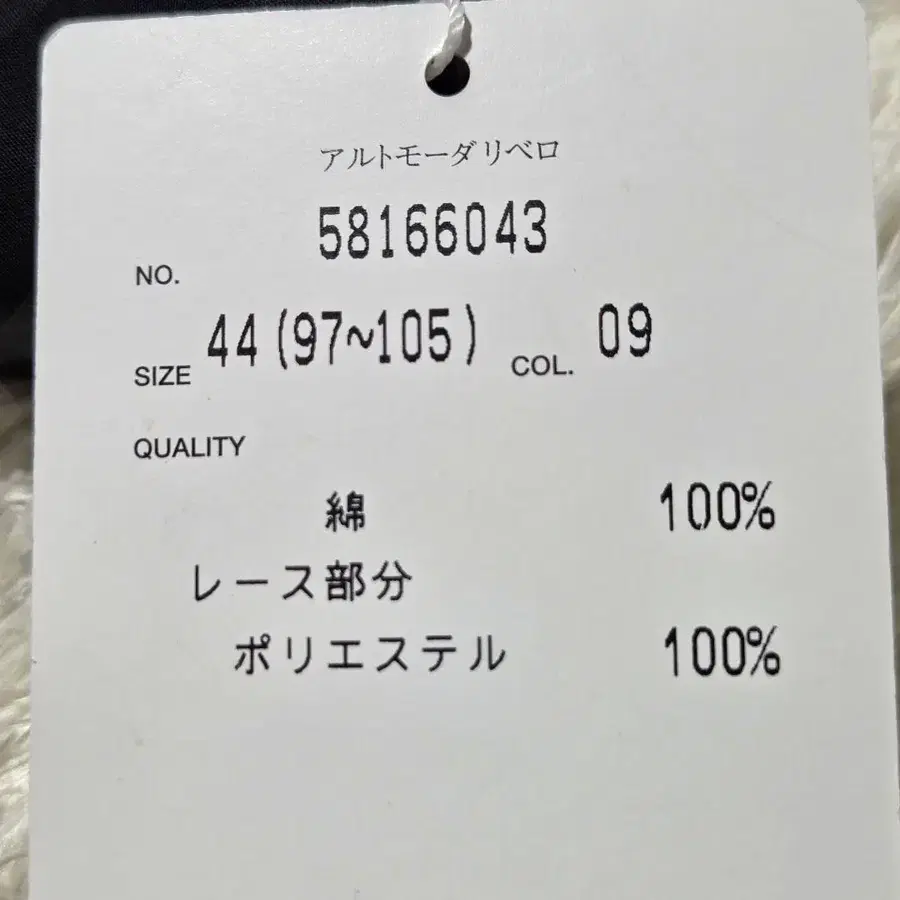 アルトモーダリベロ
NO. 58166043
SIZE 44(97~105) COL. 09
QUALITY
綿 100%
レース部分
ポリエステル 100%